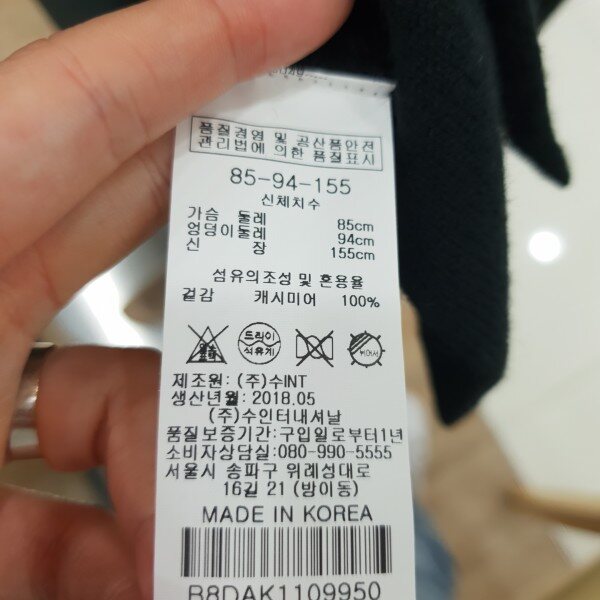 품질경영 및 공산품안전
관리법에 의한 품질표시
85-94-155
신체치수
가슴 둘레 85cm
엉덩이둘레 94cm
신 장 155cm
섬유의조성 및 혼용율
겉감 캐시미어 100%
드라이
석유계
뉘어서
제조원: (주)수INT
생산년월: 2018.05
(주)수인터내셔날
품질보증기간:구입일로부터1년
소비자상담실:080-990-5555
서울시 송파구 위례성대로
16길 21 (방이동)
MADE IN KOREA
B8DAK1109950